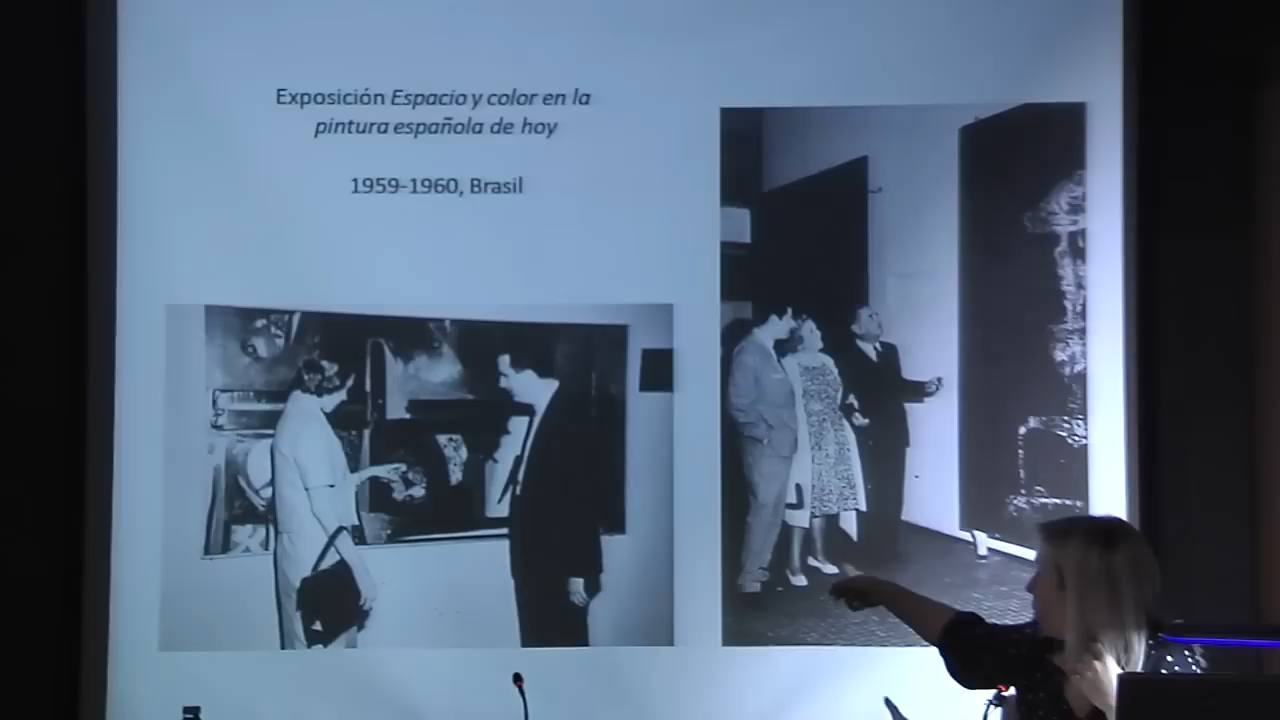 Exposición Espacio y color en la
pintura española de hoy
1959-1960, Brasil